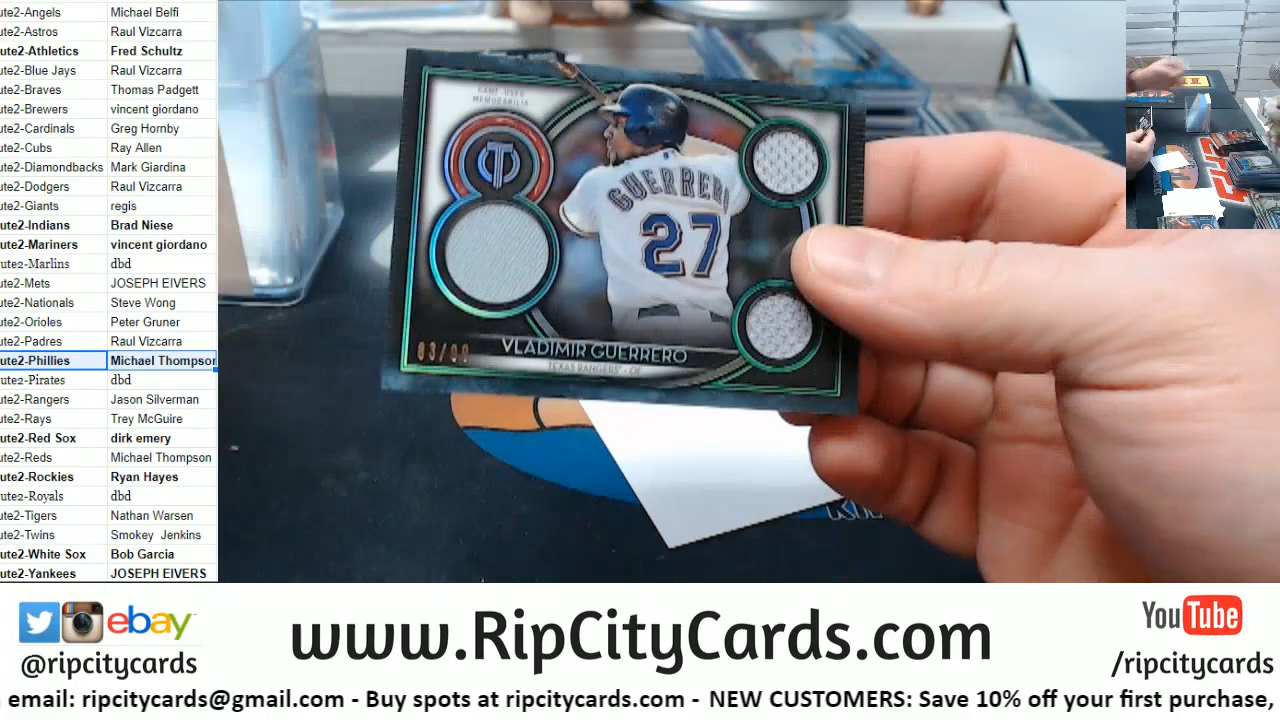 ute2-Angels Michael Belfi
ute2-Astros Raul Vizcarra
ute2-Athletics Fred Schultz
ute2-Blue Jays Raul Vizcarra
ute2-Braves Thomas Padgett
ute2-Brewers vincent giordano
ute2-Cardinals Greg Hornby
ute2-Cubs Ray Allen
ute2-Diamondbacks Mark Giardina
ute2-Dodgers Raul Vizcarra
ute2-Giants regis
ute2-Indians Brad Niese
ute2-Mariners vincent giordano
ute2-Marlins dbd
ute2-Mets JOSEPH EIVERS
ute2-Nationals Steve Wong
ute2-Orioles Peter Gruner
ute2-Padres Raul Vizcarra
ute2-Phillies Michael Thompson
ute2-Pirates dbd
ute2-Rangers Jason Silverman
ute2-Rays Trey McGuire
ute2-Red Sox dirk emery
ute2-Reds Michael Thompson
ute2-Rockies Ryan Hayes
ute2-Royals dbd
ute2-Tigers Nathan Warsen
ute2-Twins Smokey Jenkins
ute2-White Sox Bob Garcia
ute2-Yankees JOSEPH EIVERS
GAME-USED
MEMORABILIA
GUERRERO
27
VLADIMIR GUERRERO
TEXAS RANGERS - OF
ebay
@ripcitycards
www.RipCityCards.com
YouTube
/ripcitycards
email: ripcitycards@gmail.com - Buy spots at ripcitycards.com - NEW CUSTOMERS: Save 10% off your first purchase,